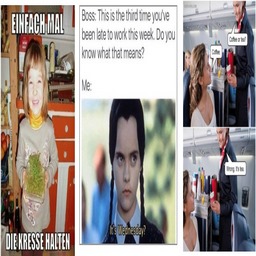 EINFACH MAL
DIE KRESSE HALTEN
Boss: This is the third time you've
been late to work this week. Do you
know what that means?
Me:
It's Wednesday?
Coffee or tea?
Coffee.
Wrong. It's tea.